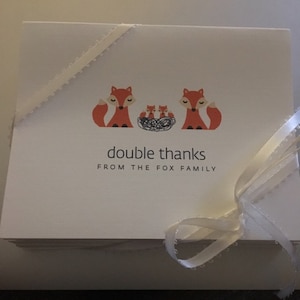 double thanks
FROM THE FOX FAMILY